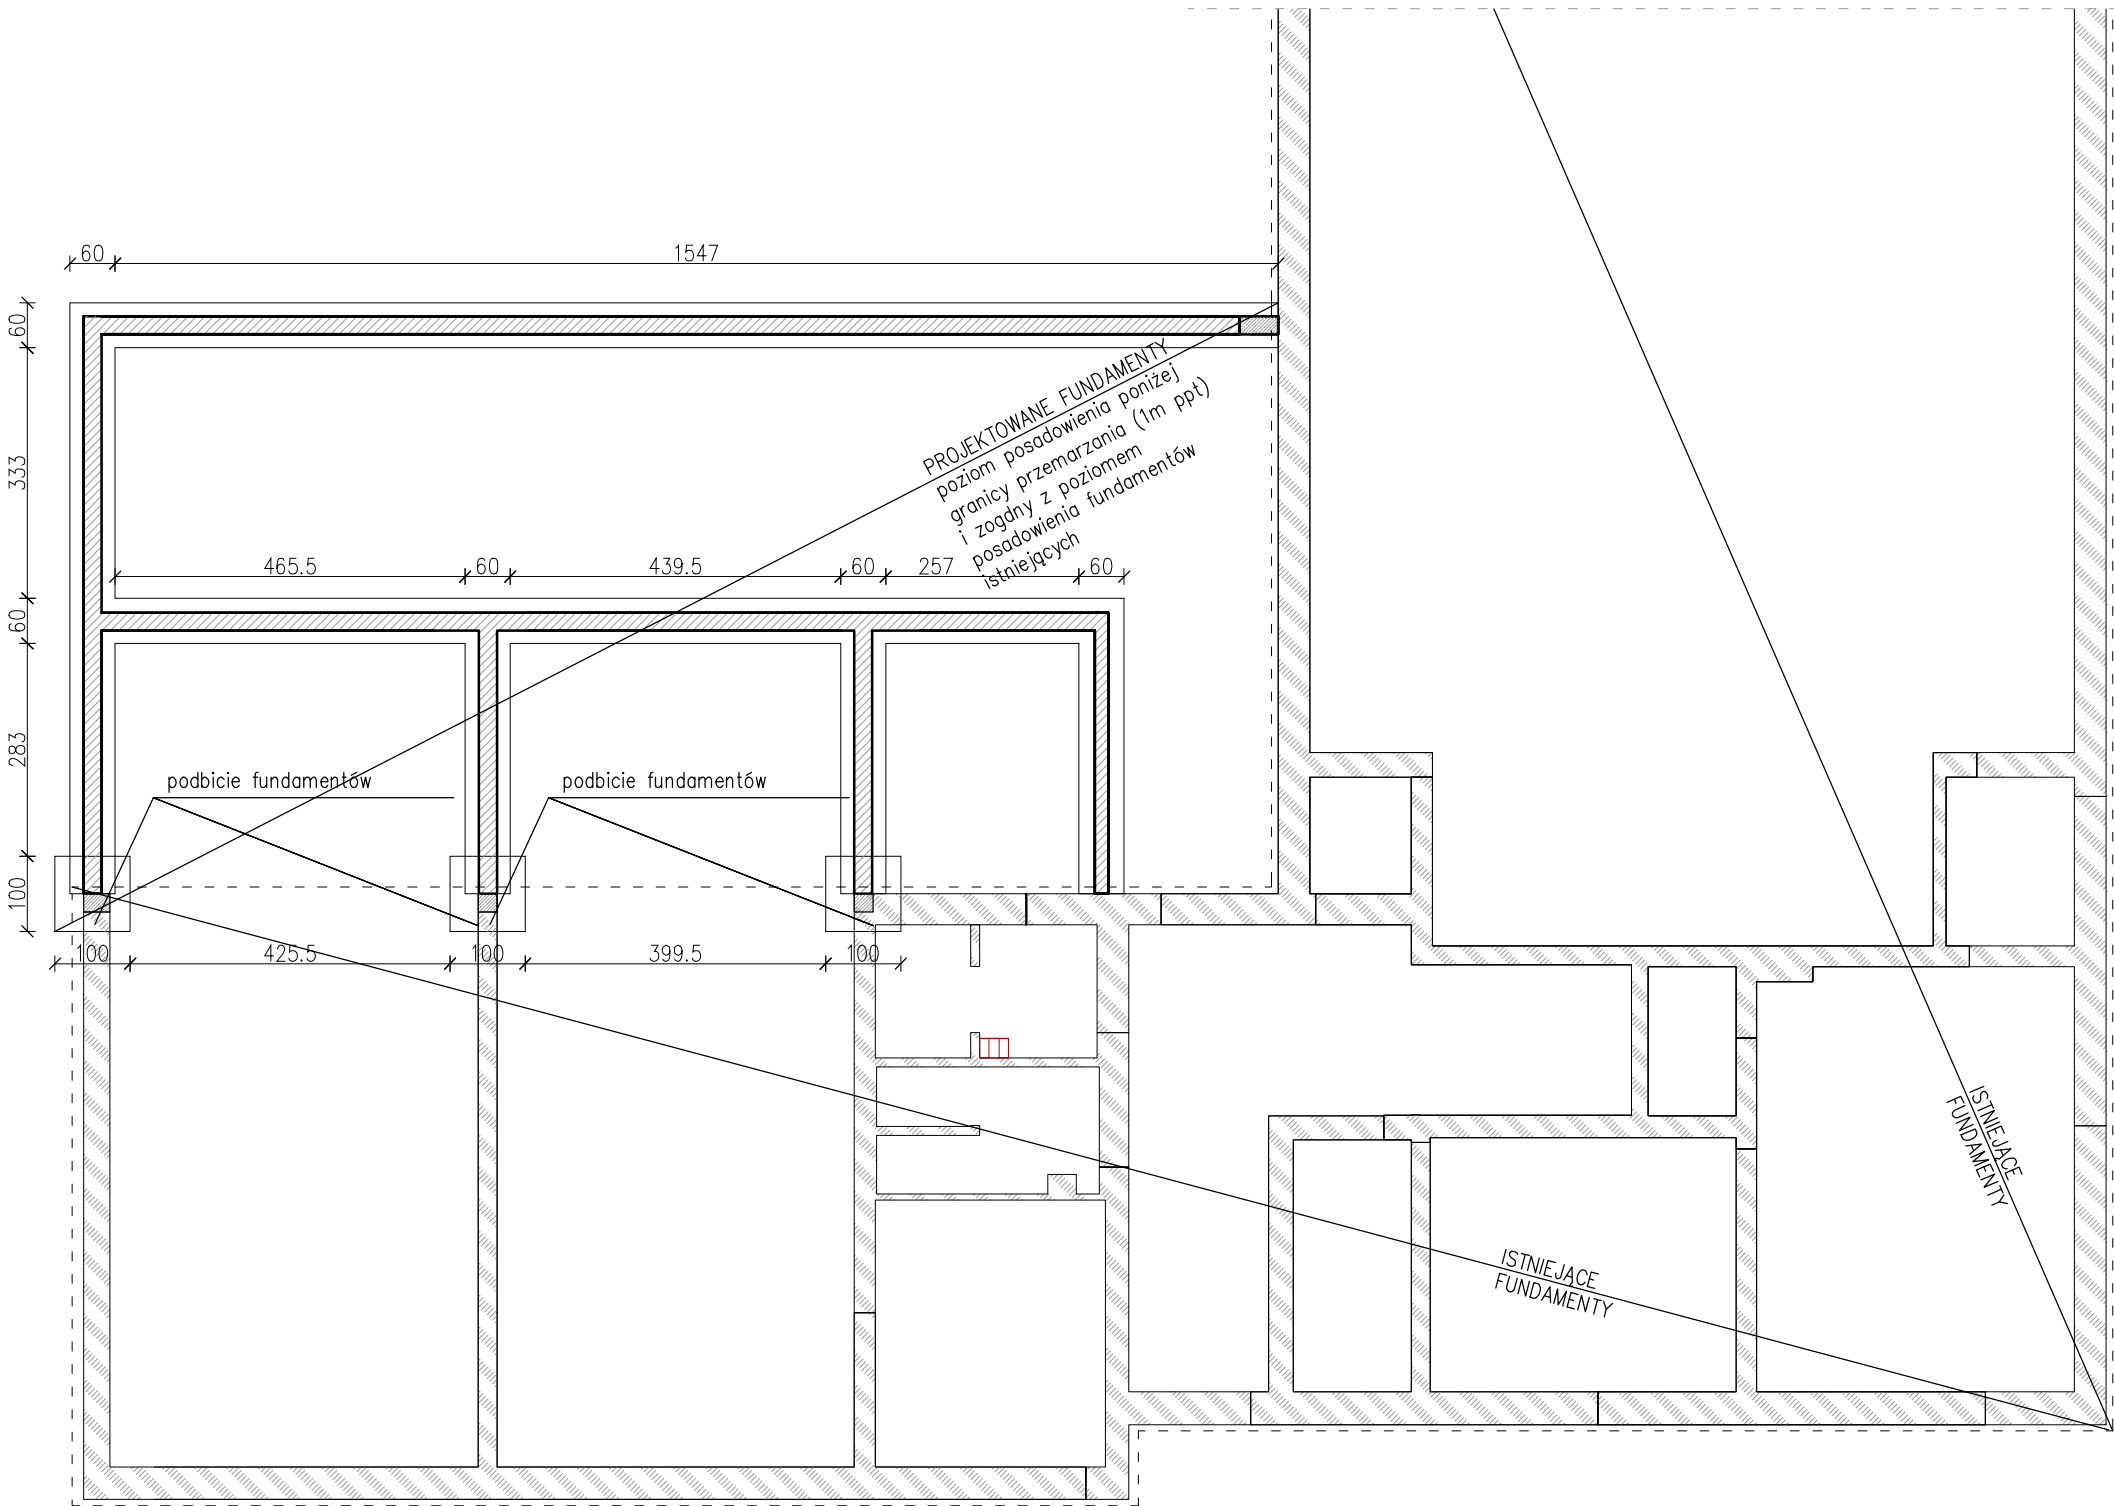 60
1547
60
333
60
283
100
PROJEKTOWANE FUNDAMENTY
poziom posadowienia poniżej
granicy przemarzania (1m ppt)
i zogdny z poziomem
posadowienia fundamentów
istniejących
465.5
60
439.5
60
257
60
podbicie fundamentów
podbicie fundamentów
100
425.5
100
399.5
100
ISTNIEJĄCE
FUNDAMENTY
ISTNIEJĄCE
FUNDAMENTY